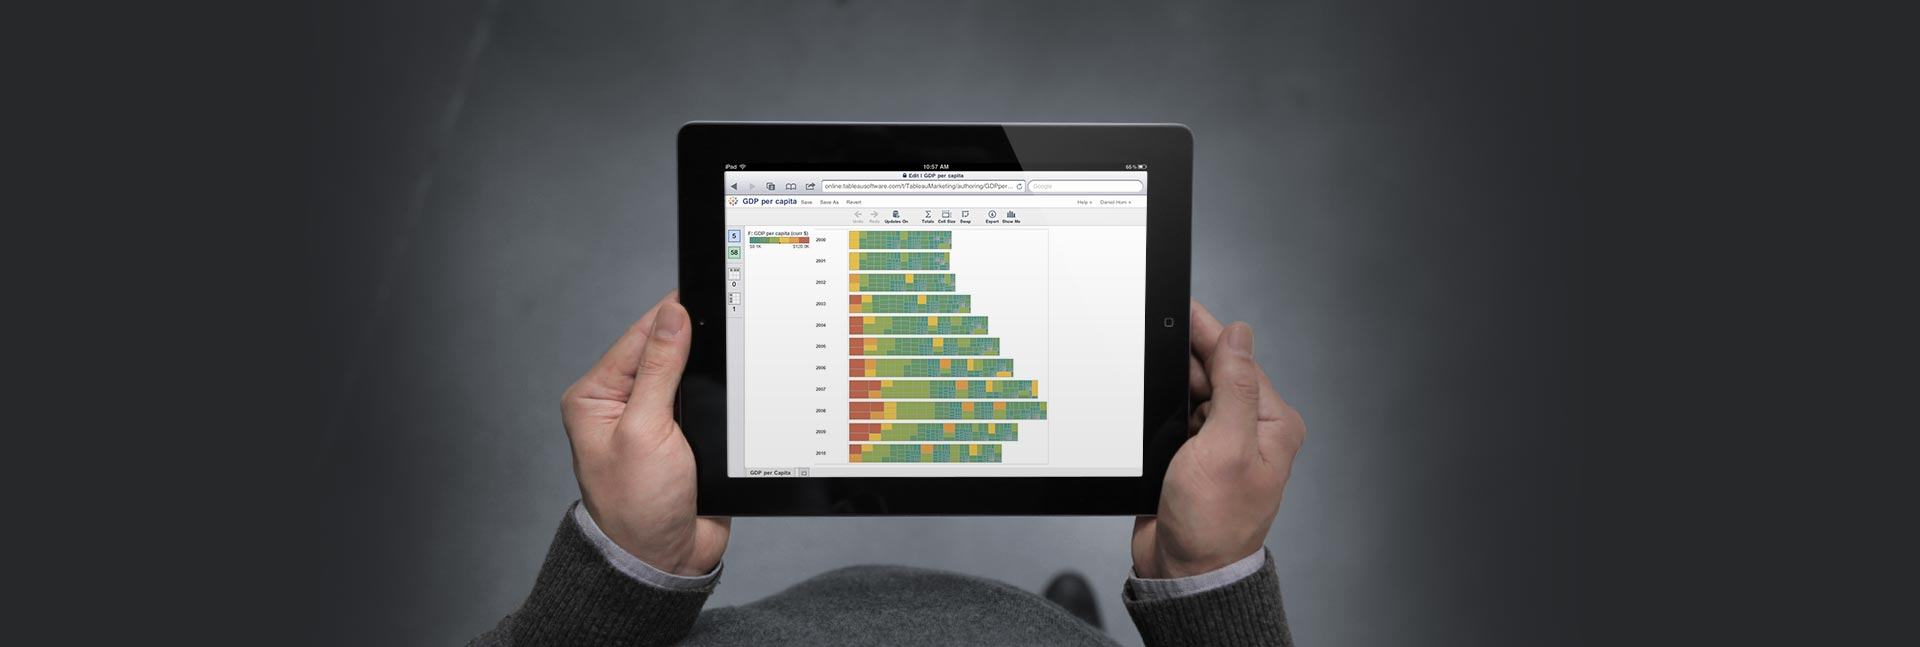 iPad 10:57 AM 65%
Edit | GDP per capita
online.tableausoftware.com/t/TableauMarketing/authoring/GDPper... Google
GDP per capita Save Save As Revert Help Daniel Hom
Undo Redo Updates On Totals Cell Size Swap Export Show Me
5
58
0
1
F: GDP per capita (curr $)
$0.1K $120.0K
2000
2001
2002
2003
2004
2005
2006
2007
2008
2009
2010
GDP per Capita